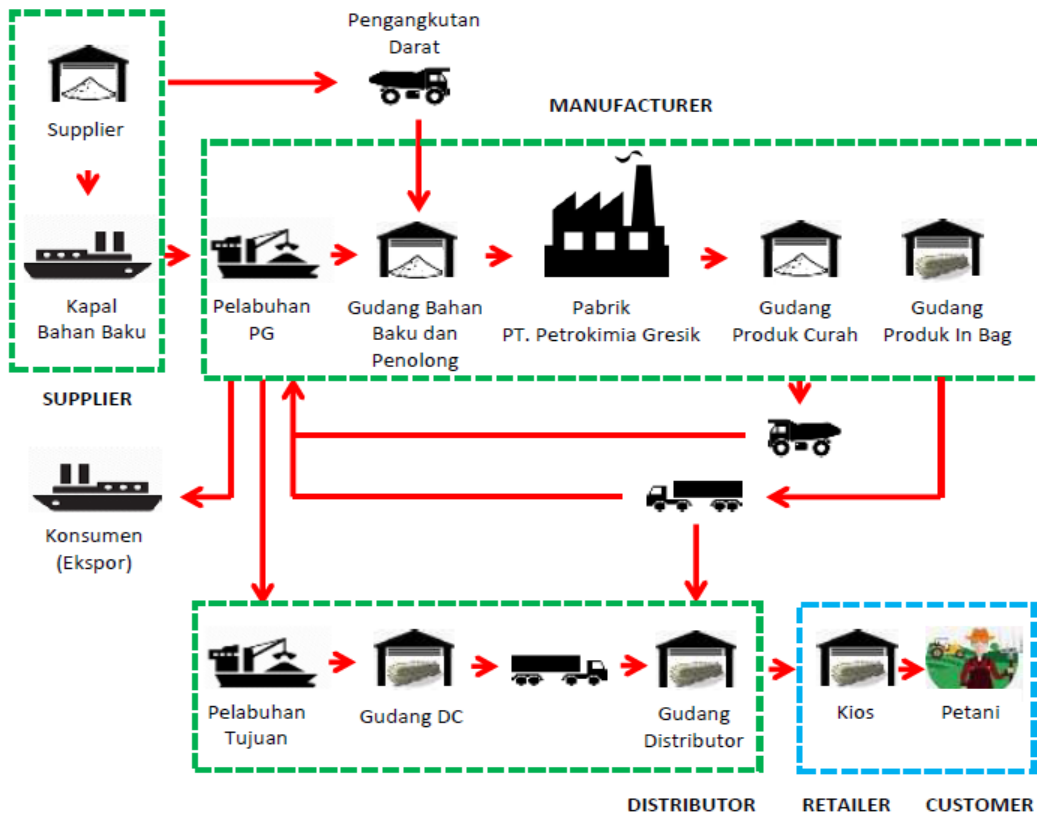 Pengangkutan
Darat
Supplier
MANUFACTURER
Kapal
Bahan Baku
Pelabuhan
PG
Gudang Bahan
Baku dan
Penolong
Pabrik
PT. Petrokimia Gresik
Gudang
Produk Curah
Gudang
Produk In Bag
SUPPLIER
Konsumen
(Ekspor)
Pelabuhan
Tujuan
Gudang DC
Gudang
Distributor
Kios
Petani
DISTRIBUTOR
RETAILER
CUSTOMER